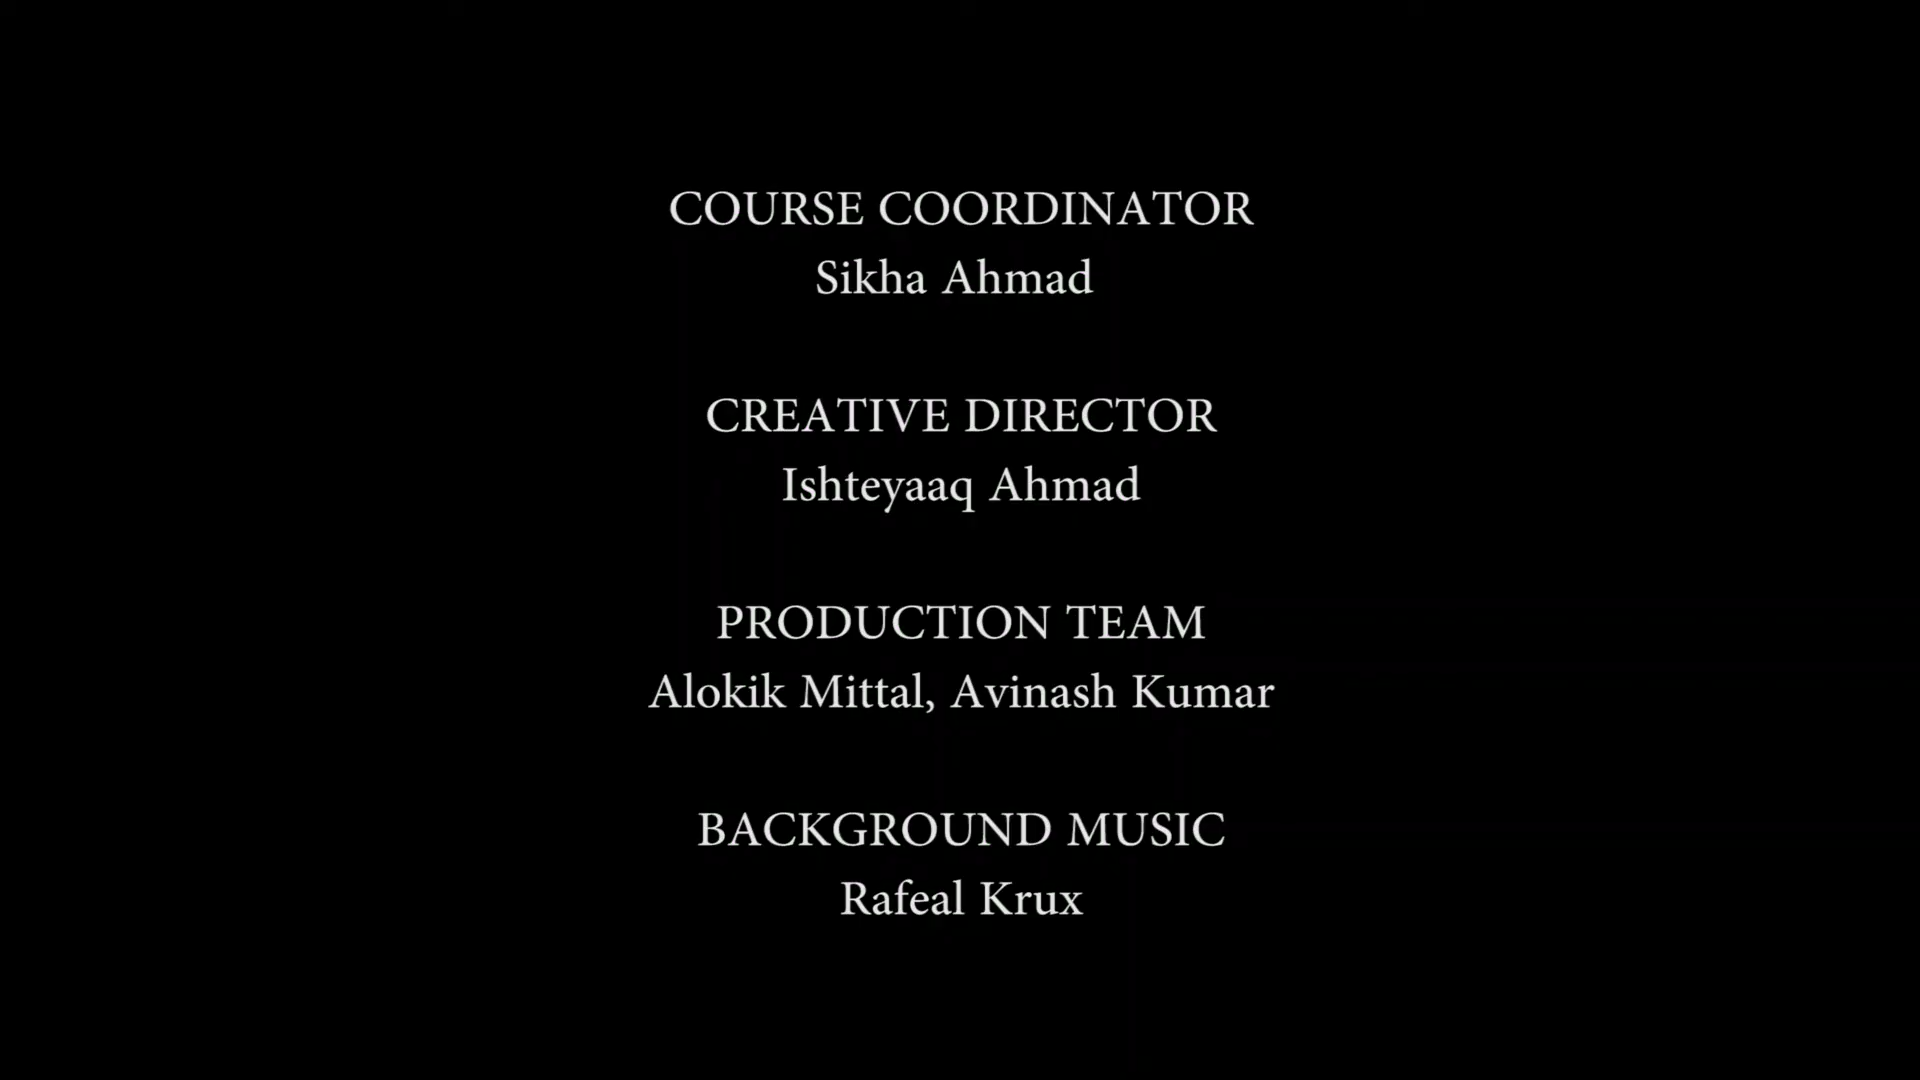 COURSE COORDINATOR
Sikha Ahmad
CREATIVE DIRECTOR
Ishteyaaq Ahmad
PRODUCTION TEAM
Alokik Mittal, Avinash Kumar
BACKGROUND MUSIC
Rafeal Krux